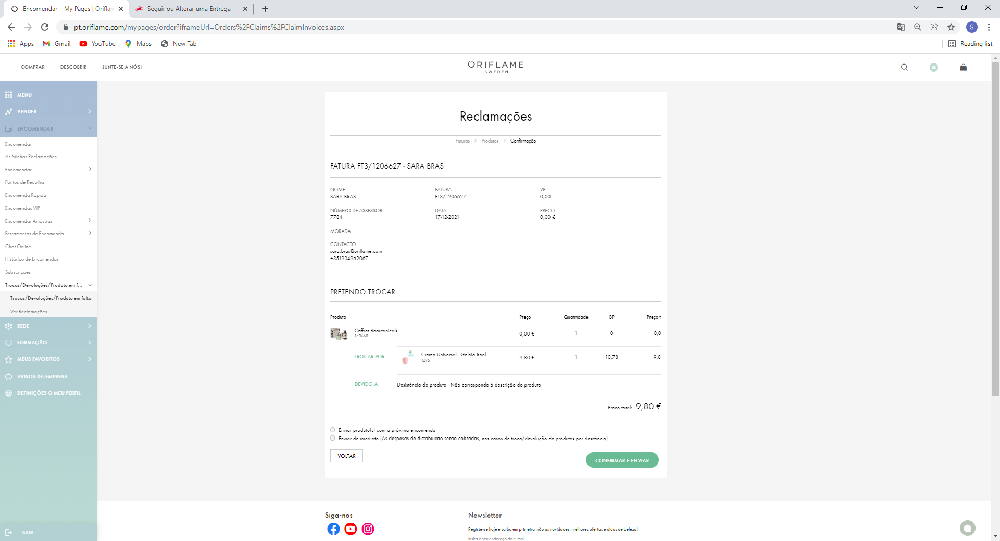 Encomendar – My Pages | Oriflan
Seguir ou Alterar uma Entrega
pt.oriflame.com/mypages/order?iframeUrl=Orders%2FClaims%2FClaimInvoices.aspx
S
Apps
Gmail
YouTube
Maps
New Tab
Reading list
COMPRAR
DESCOBRIR
JUNTE-SE A NÓS!
ORIFLAME
SWEDEN
SB
MENU
VENDER
ENCOMENDAR
Encomendar
As Minhas Reclamações
Encomendar
Pontos de Recolha
Encomenda Rápida
Encomendas VIP
Encomendar Amostras
Ferramentas de Encomenda
Chat Online
Histórico de Encomendas
Subscrições
Trocas/Devoluções/Produto em f...
Trocas/Devoluções/Produto em falta
Ver Reclamações
REDE
FORMAÇÃO
MEUS FAVORITOS
AVISOS DA EMPRESA
DEFINIÇÕES O MEU PERFIL
SAIR
Reclamações
Faturas > Produtos > Confirmação
FATURA FT3/1206627 - SARA BRAS
NOME
SARA BRAS
FATURA
FT3/1206627
VP
0,00
NÚMERO DE ASSESSOR
7784
DATA
17-12-2021
PREÇO
0,00 €
MORADA
CONTACTO
sara.bras@oriflame.com
+351934962067
PRETENDO TROCAR
Produto Preço Quantidade BP Preço t
Coffret Beautanicals
140668
0,00 € 1 0 0,0
TROCAR POR
Creme Universal - Geleia Real
1276
9,80 € 1 10,78 9,8
DEVIDO A
Desistência do produto - Não corresponde à descrição do produto
Preço total: 9,80 €
Enviar produto(s) com a próxima encomenda
Enviar de imediato (As despesas de distribuição serão cobradas, nos casos de troca/devolução de produtos por desitência)
VOLTAR
CONFIRMAR E ENVIAR
Siga-nos
Newsletter
Registe-se hoje e saiba em primeira mão as novidades, melhores ofertas e dicas de beleza!
Insira o seu endereço de e-mail